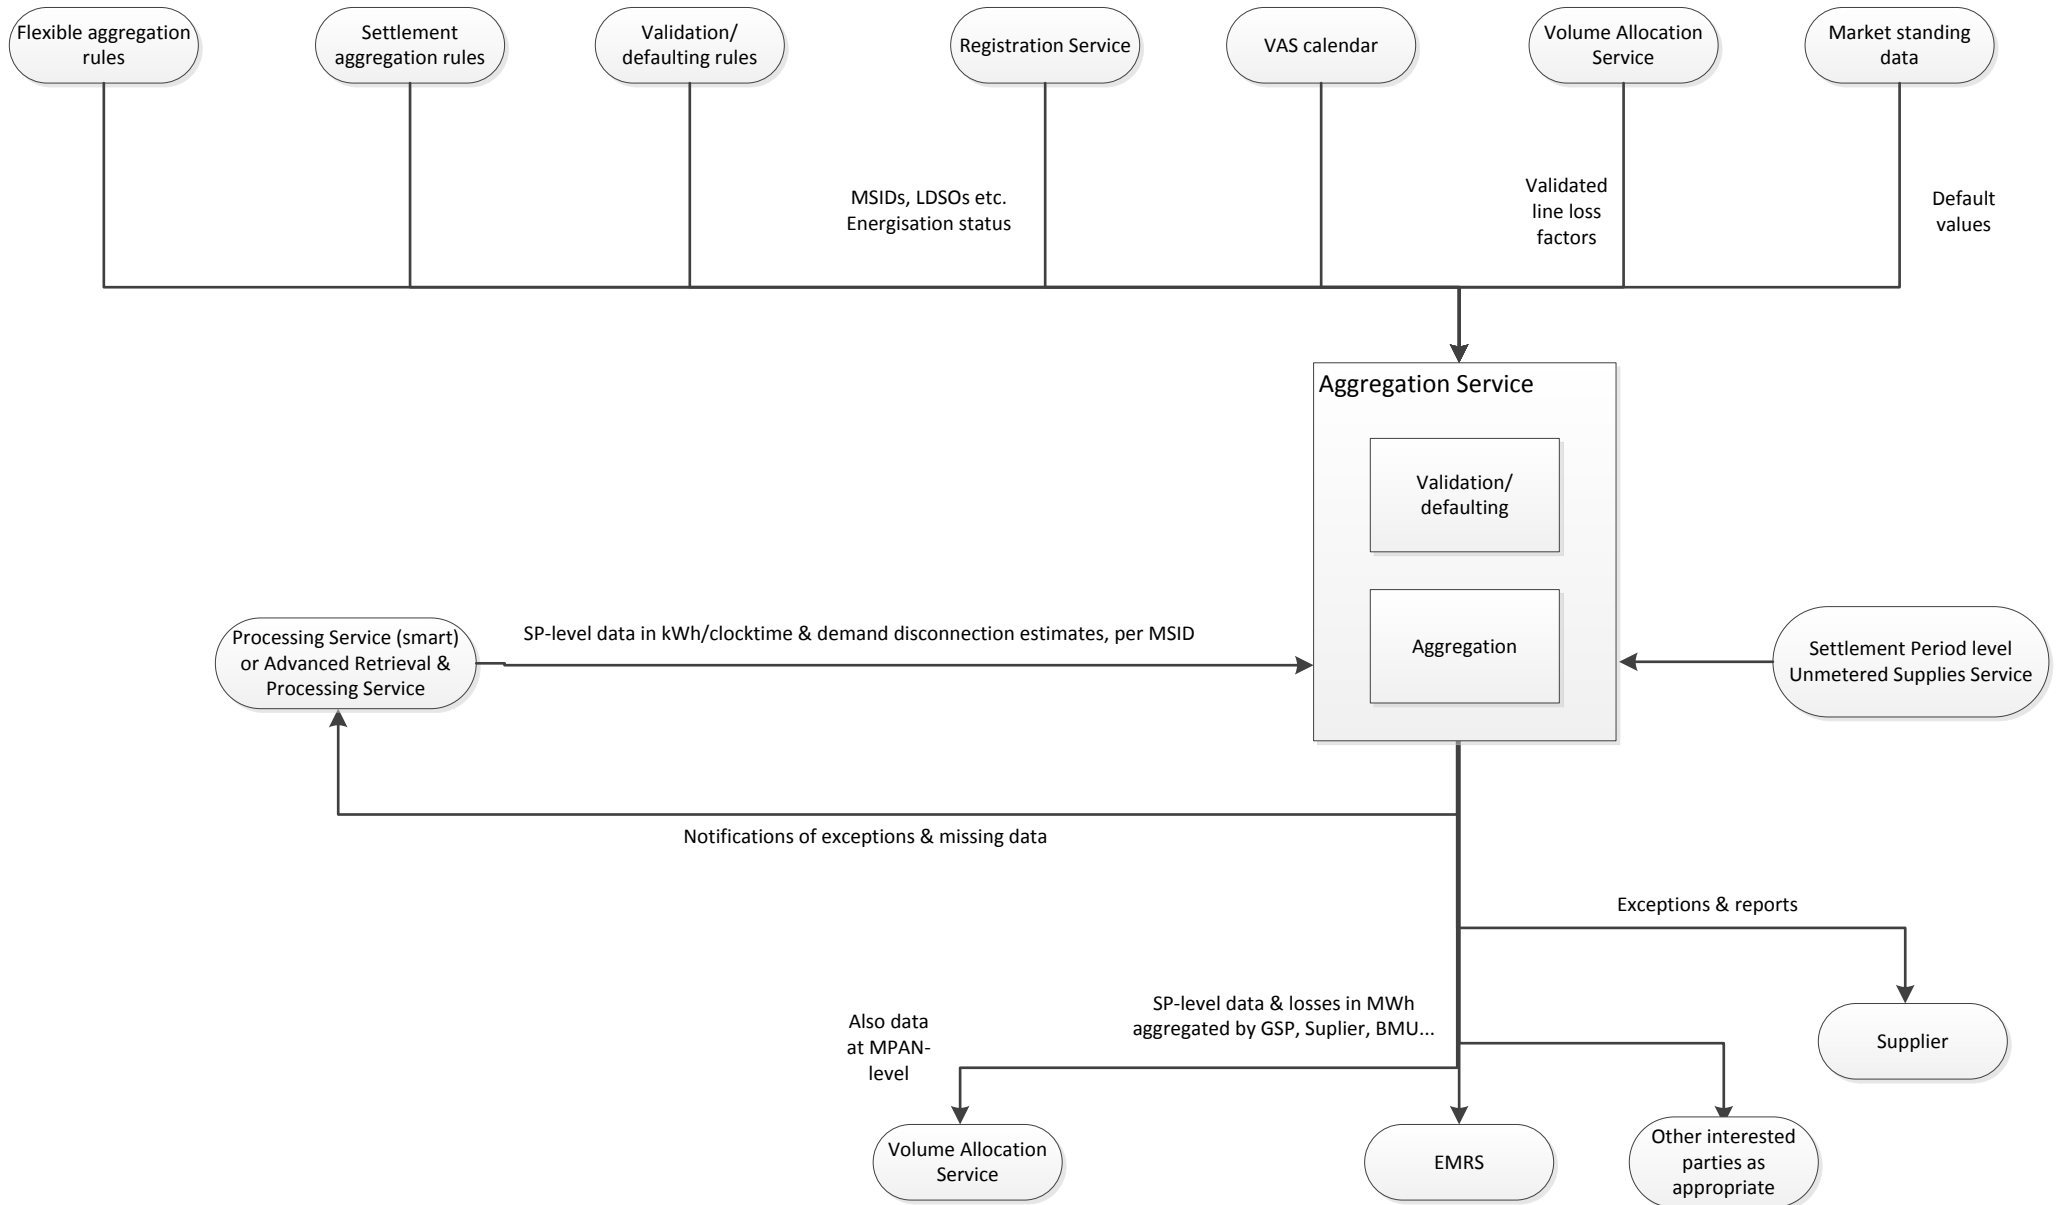 Flexible aggregation
rules
Settlement
aggregation rules
Validation/
defaulting rules
Registration Service
VAS calendar
Volume Allocation
Service
Market standing
data
MSIDs, LDSOs etc.
Energisation status
Validated
line loss
factors
Default
values
Aggregation Service
Validation/
defaulting
Aggregation
Processing Service (smart)
or Advanced Retrieval &
Processing Service
SP-level data in kWh/clocktime & demand disconnection estimates, per MSID
Settlement Period level
Unmetered Supplies Service
Notifications of exceptions & missing data
Exceptions & reports
SP-level data & losses in MWh
aggregated by GSP, Suplier, BMU...
Also data
at MPAN-
level
Supplier
Volume Allocation
Service
EMRS
Other interested
parties as
appropriate